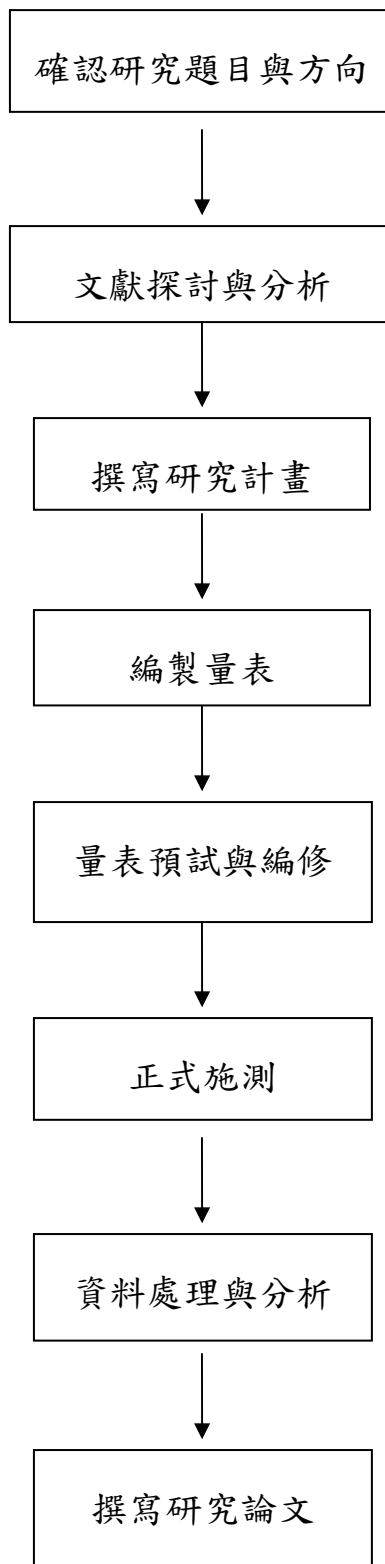 確認研究題目與方向
文獻探討與分析
撰寫研究計畫
編製量表
量表預試與編修
正式施測
資料處理與分析
撰寫研究論文